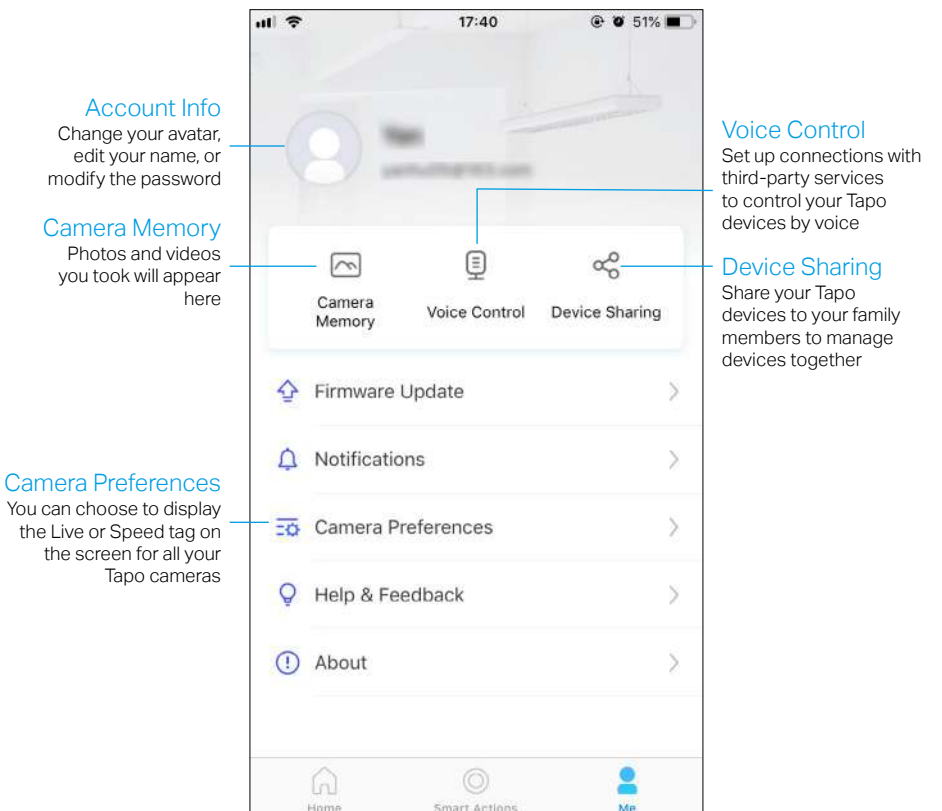 17:40
51%
Account Info
Change your avatar,
edit your name, or
modify the password
Camera Memory
Photos and videos
you took will appear
here
Voice Control
Set up connections with
third-party services
to control your Tapo
devices by voice
Device Sharing
Share your Tapo
devices to your family
members to manage
devices together
Camera
Memory
Voice Control
Device Sharing
Firmware Update
Notifications
Camera Preferences
You can choose to display
the Live or Speed tag on
the screen for all your
Tapo cameras
Camera Preferences
Help & Feedback
About
Home
Smart Actions
Me